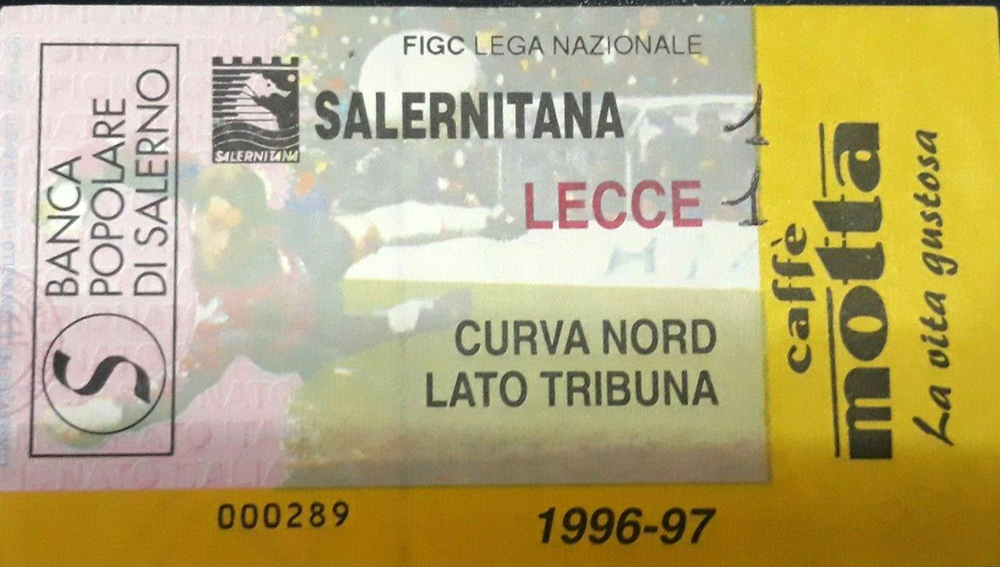 BANCA
POPOLARE
DI SALERNO
FIGC LEGA NAZIONALE
SALERNITANA
SALERNITANA 1
LECCE 1
CURVA NORD
LATO TRIBUNA
000289
1996-97
caffè
motta
La vita gustosa